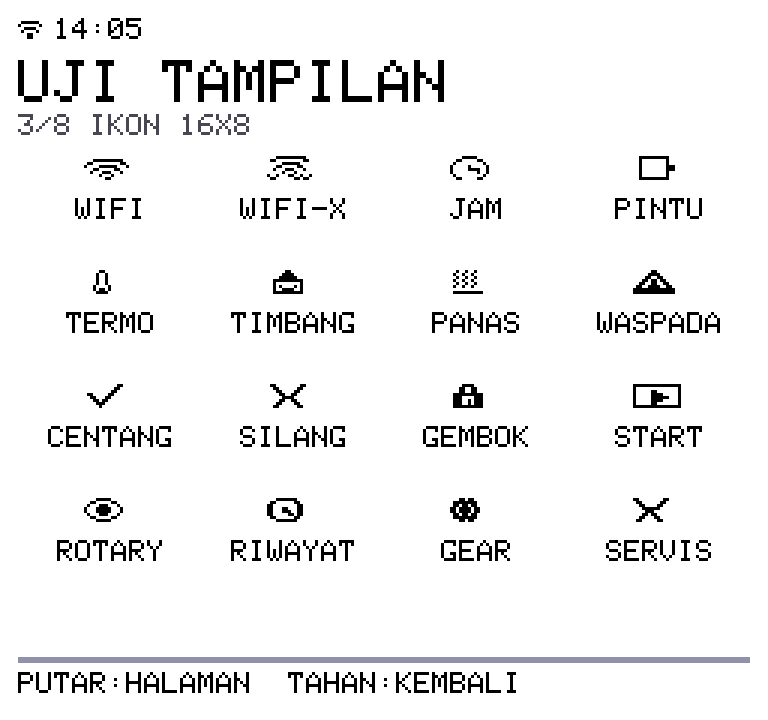 14:05
UJI TAMPILAN
3/8 IKON 16X8
WIFI WIFI-X JAM PINTU
TERMO TIMBANG PANAS WASPADA
CENTANG SILANG GEMBOK START
ROTARY RIWAYAT GEAR SERVIS
PUTAR:HALAMAN TAHAN:KEMBALI